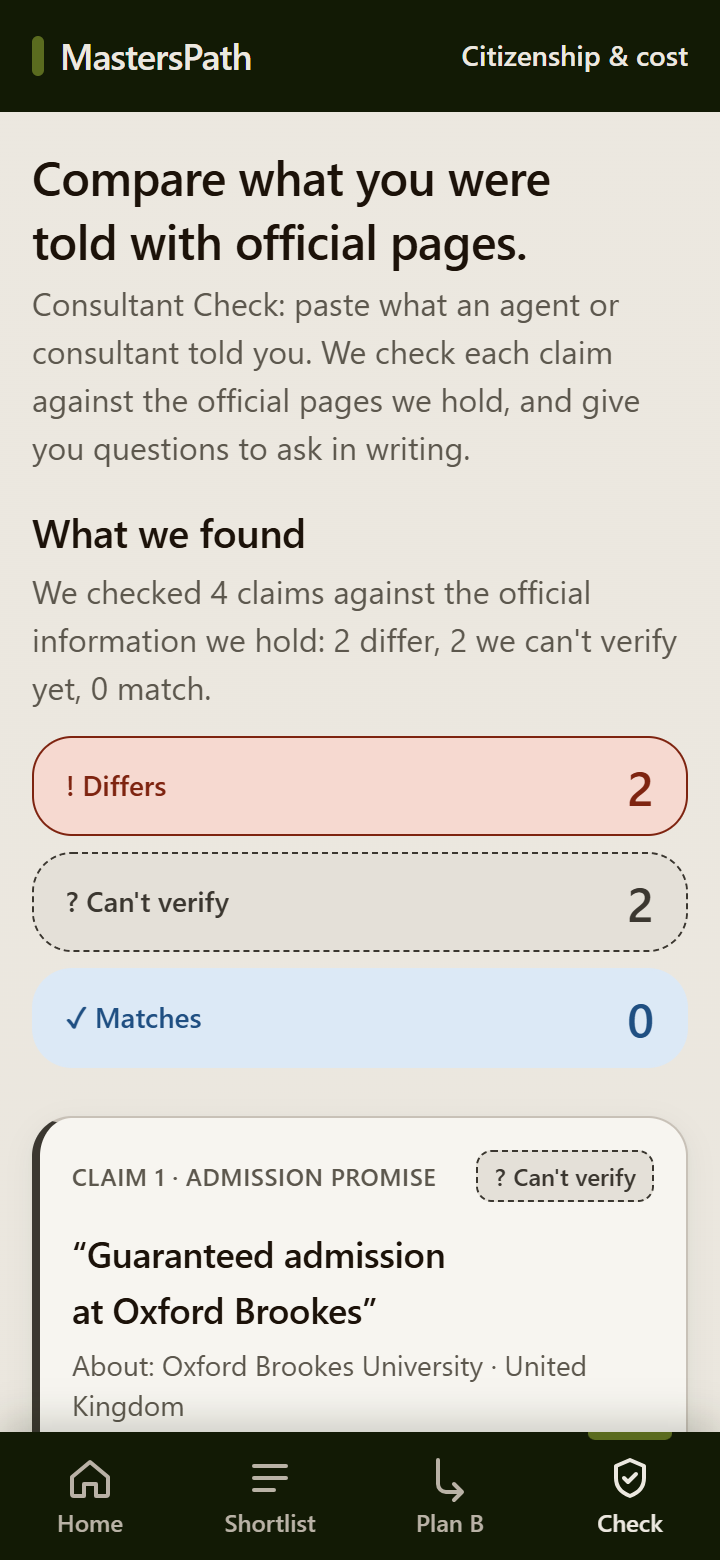 MastersPath
Citizenship & cost
Compare what you were
told with official pages.
Consultant Check: paste what an agent or
consultant told you. We check each claim
against the official pages we hold, and give
you questions to ask in writing.
What we found
We checked 4 claims against the official
information we hold: 2 differ, 2 we can't verify
yet, 0 match.
! Differs 2
? Can't verify 2
✓ Matches 0
CLAIM 1 · ADMISSION PROMISE
? Can't verify
“Guaranteed admission
at Oxford Brookes”
About: Oxford Brookes University · United
Kingdom
Home
Shortlist
Plan B
Check